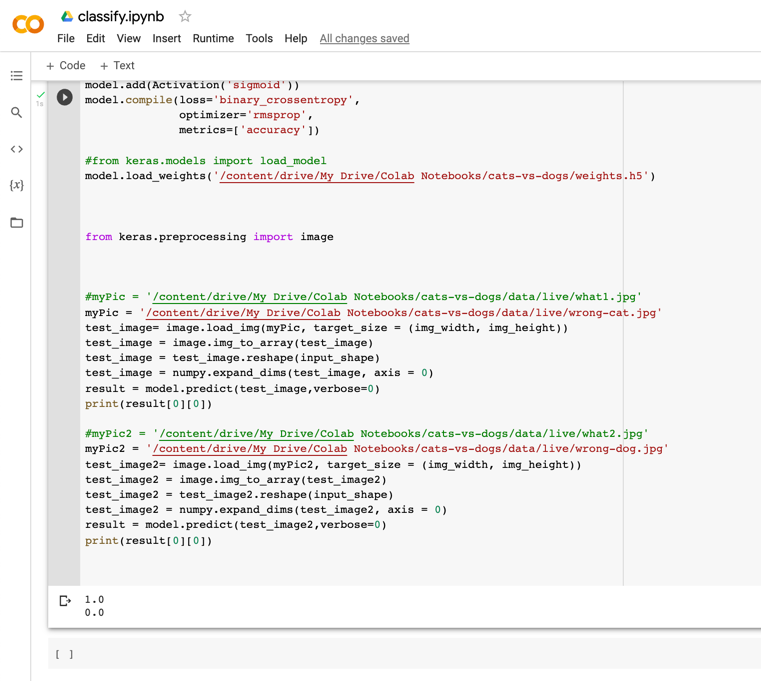 classify.ipynb
File Edit View Insert Runtime Tools Help All changes saved
+ Code + Text
1s
model.add(Activation('sigmoid'))
model.compile(loss='binary_crossentropy',
optimizer='rmsprop',
metrics=['accuracy'])
#from keras.models import load_model
model.load_weights('/content/drive/My Drive/Colab Notebooks/cats-vs-dogs/weights.h5')
{x}
from keras.preprocessing import image
#myPic = '/content/drive/My Drive/Colab Notebooks/cats-vs-dogs/data/live/what1.jpg'
myPic = '/content/drive/My Drive/Colab Notebooks/cats-vs-dogs/data/live/wrong-cat.jpg'
test_image= image.load_img(myPic, target_size = (img_width, img_height))
test_image = image.img_to_array(test_image)
test_image = test_image.reshape(input_shape)
test_image = numpy.expand_dims(test_image, axis = 0)
result = model.predict(test_image,verbose=0)
print(result[0][0])
#myPic2 = '/content/drive/My Drive/Colab Notebooks/cats-vs-dogs/data/live/what2.jpg'
myPic2 = '/content/drive/My Drive/Colab Notebooks/cats-vs-dogs/data/live/wrong-dog.jpg'
test_image2= image.load_img(myPic2, target_size = (img_width, img_height))
test_image2 = image.img_to_array(test_image2)
test_image2 = test_image2.reshape(input_shape)
test_image2 = numpy.expand_dims(test_image2, axis = 0)
result = model.predict(test_image2,verbose=0)
print(result[0][0])
1.0
0.0
[ ]